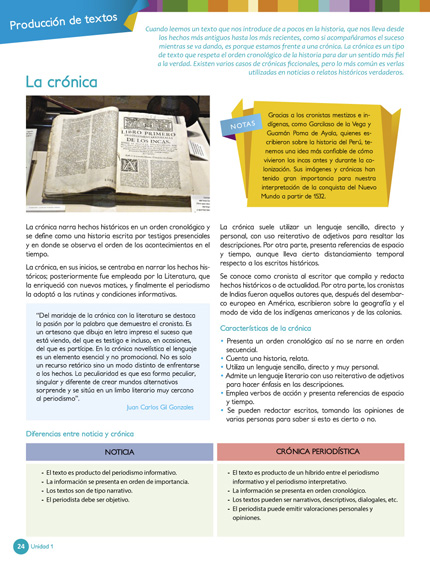 Producción de textos
Cuando leemos un texto que nos introduce de a pocos en la historia, que nos lleva desde
los hechos más antiguos hasta los más recientes, como si acompañáramos el suceso
mientras se va dando, es porque estamos frente a una crónica. La crónica es un tipo
de texto que respeta el orden cronológico de la historia para dar un sentido más fiel
a la verdad. Existen varios casos de crónicas ficcionales, pero lo más común es verlas
utilizadas en noticias o relatos históricos verdaderos.
La crónica
LIBRO PRIMERO
DE LOS INCAS,
NOTAS
Gracias a los cronistas mestizos e in-
dígenas, como Garcilaso de la Vega y
Guamán Poma de Ayala, quienes es-
cribieron sobre la historia del Perú, te-
nemos una idea más confiable de cómo
vivieron los incas antes y durante la co-
lonización. Sus imágenes y crónicas han
tenido gran importancia para nuestra
interpretación de la conquista del Nuevo
Mundo a partir de 1532.
La crónica narra hechos históricos en un orden cronológico y
se define como una historia escrita por testigos presenciales
y en donde se observa el orden de los acontecimientos en el
tiempo.
La crónica, en sus inicios, se centraba en narrar los hechos his-
tóricos; posteriormente fue empleada por la Literatura, que
la enriqueció con nuevos matices, y finalmente el periodismo
la adoptó a las rutinas y condiciones informativas.
"Del maridaje de la crónica con la literatura se destaca
la pasión por la palabra que demuestra el cronista. Es
un artesano que dibuja en letra impresa el suceso que
está viendo, del que es testigo e incluso, en ocasiones,
del que es partícipe. En la crónica novelística el lenguaje
es un elemento esencial y no promocional. No es solo
un recurso retórico sino un modo distinto de enfrentarse
a los hechos. La peculiaridad es que esa forma peculiar,
singular y diferente de crear mundos alternativos
sorprende y se sitúa en un limbo literario muy cercano
al periodismo".
Juan Carlos Gil Gonzales
La crónica suele utilizar un lenguaje sencillo, directo y
personal, con uso reiterativo de adjetivos para resaltar las
descripciones. Por otra parte, presenta referencias de espacio
y tiempo, aunque lleva cierto distanciamiento temporal
respecto a los escritos históricos.
Se conoce como cronista al escritor que compila y redacta
hechos históricos o de actualidad. Por otra parte, los cronistas
de Indias fueron aquellos autores que, después del desembar-
co europeo en América, escribieron sobre la geografía y el
modo de vida de los indígenas americanos y de las colonias.
Características de la crónica
• Presenta un orden cronológico así no se narre en orden
secuencial.
• Cuenta una historia, relata.
• Utiliza un lenguaje sencillo, directo y muy personal.
• Admite un lenguaje literario con uso reiterativo de adjetivos
para hacer énfasis en las descripciones.
• Emplea verbos de acción y presenta referencias de espacio
y tiempo.
• Se pueden redactar escritos, tomando las opiniones de
varias personas para saber si esto es cierto o no.
Diferencias entre noticia y crónica
NOTICIA
- El texto es producto del periodismo informativo.
- La información se presenta en orden de importancia.
- Los textos son de tipo narrativo.
- El periodista debe ser objetivo.
CRÓNICA PERIODÍSTICA
- El texto es producto de un híbrido entre el periodismo
informativo y el periodismo interpretativo.
- La información se presenta en orden cronológico.
- Los textos pueden ser narrativos, descriptivos, dialogales, etc.
- El periodista puede emitir valoraciones personales y
opiniones.
24 Unidad 1